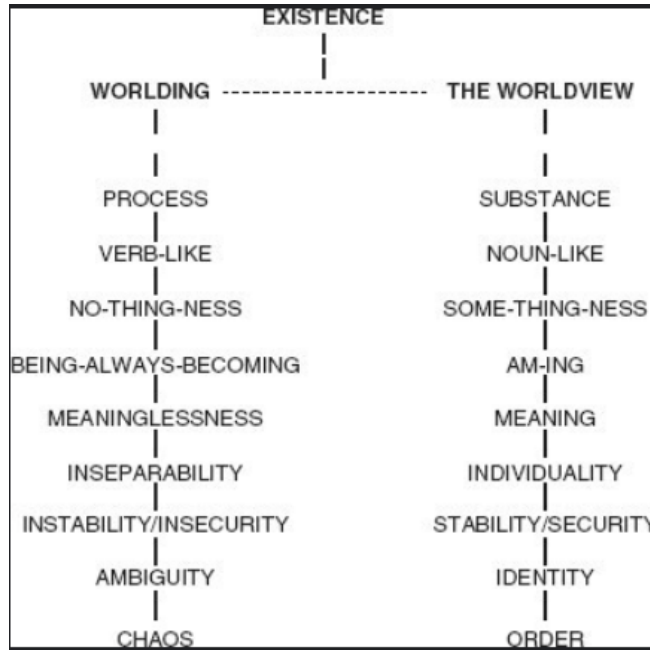 EXISTENCE
WORLDING THE WORLDVIEW
PROCESS SUBSTANCE
VERB-LIKE NOUN-LIKE
NO-THING-NESS SOME-THING-NESS
BEING-ALWAYS-BECOMING AM-ING
MEANINGLESSNESS MEANING
INSEPARABILITY INDIVIDUALITY
INSTABILITY/INSECURITY STABILITY/SECURITY
AMBIGUITY IDENTITY
CHAOS ORDER